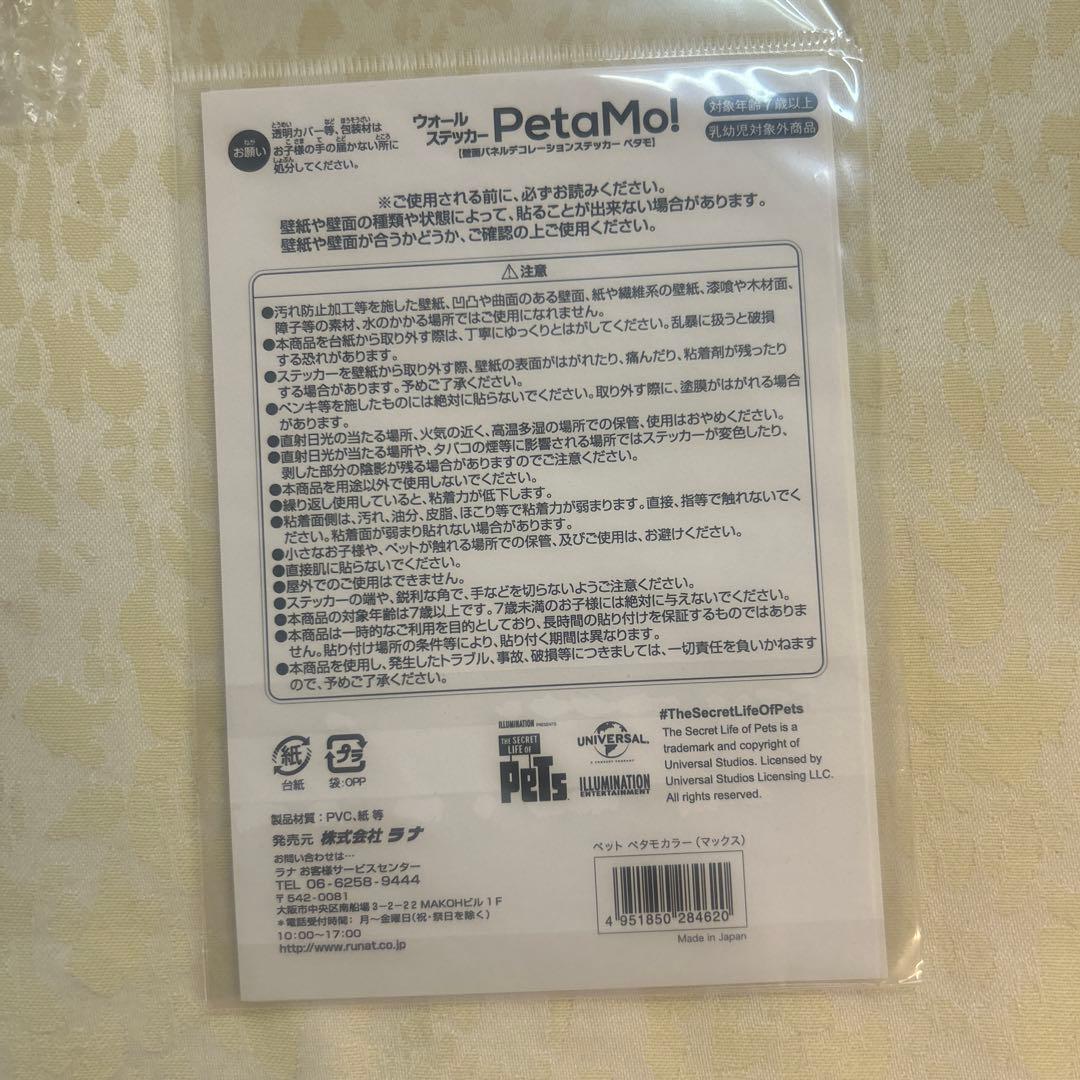 お願い
透明カバー等、包装材は
お子様の手の届かない所に
処分してください。
ウォール
ステッカー
PetaMo!
【壁面パネルデコレーションステッカー ペタモ】
対象年齢7歳以上
乳幼児対象外商品
※ご使用される前に、必ずお読みください。
壁紙や壁面の種類や状態によって、貼ることが出来ない場合があります。
壁紙や壁面が合うかどうか、ご確認の上ご使用ください。
⚠注意
●汚れ防止加工等を施した壁紙、凹凸や曲面のある壁面、紙や繊維系の壁紙、漆喰や木材面、
障子等の素材、水のかかる場所ではご使用になれません。
●本商品を台紙から取り外す際は、丁寧にゆっくりとはがしてください。乱暴に扱うと破損
する恐れがあります。
●ステッカーを壁紙から取り外す際、壁紙の表面がはがれたり、痛んだり、粘着剤が残ったり
する場合があります。予めご了承ください。
●ペンキ等を施したものには絶対に貼らないでください。取り外す際に、塗膜がはがれる場合
があります。
●直射日光の当たる場所、火気の近く、高温多湿の場所での保管、使用はおやめください。
●直射日光が当たる場所や、タバコの煙等に影響される場所ではステッカーが変色したり、
剥した部分の陰影が残る場合がありますのでご注意ください。
●本商品を用途以外で使用しないでください。
●繰り返し使用していると、粘着力が低下します。
●粘着面側は、汚れ、油分、皮脂、ほこり等で粘着力が弱まります。直接、指等で触れないでく
ださい。粘着面が弱まり貼れない場合があります。
●小さなお子様や、ペットが触れる場所での保管、及びご使用は、お避けください。
●直接肌に貼らないでください。
●屋外でのご使用はできません。
●ステッカーの端や、鋭利な角で、手などを切らないようご注意ください。
●本商品の対象年齢は7歳以上です。7歳未満のお子様には絶対に与えないでください。
●本商品は一時的なご利用を目的としており、長時間の貼り付けを保証するものではありま
せん。貼り付け場所の条件等により、貼り付く期間は異なります。
●本商品を使用し、発生したトラブル、事故、破損等につきましては、一切責任を負いかねます
ので、予めご了承ください。
紙
台紙
プラ
袋:OPP
ILLUMINATION PRESENTS
THE SECRET
LIFE OF
PETS
UNIVERSAL
A COMCAST COMPANY
ILLUMINATION
ENTERTAINMENT
#TheSecretLifeOfPets
The Secret Life of Pets is a
trademark and copyright of
Universal Studios. Licensed by
Universal Studios Licensing LLC.
All rights reserved.
製品材質:PVC、紙 等
発売元 株式会社 ラナ
お問い合わせは…
ラナ お客様サービスセンター
TEL 06-6258-9444
〒542-0081
大阪市中央区南船場3-2-22 MAKOHビル1F
＊電話受付時間: 月～金曜日(祝・祭日を除く)
10:00～17:00
http://www.runat.co.jp
ペット ペタモカラー(マックス)
4 951850 284620
Made in Japan